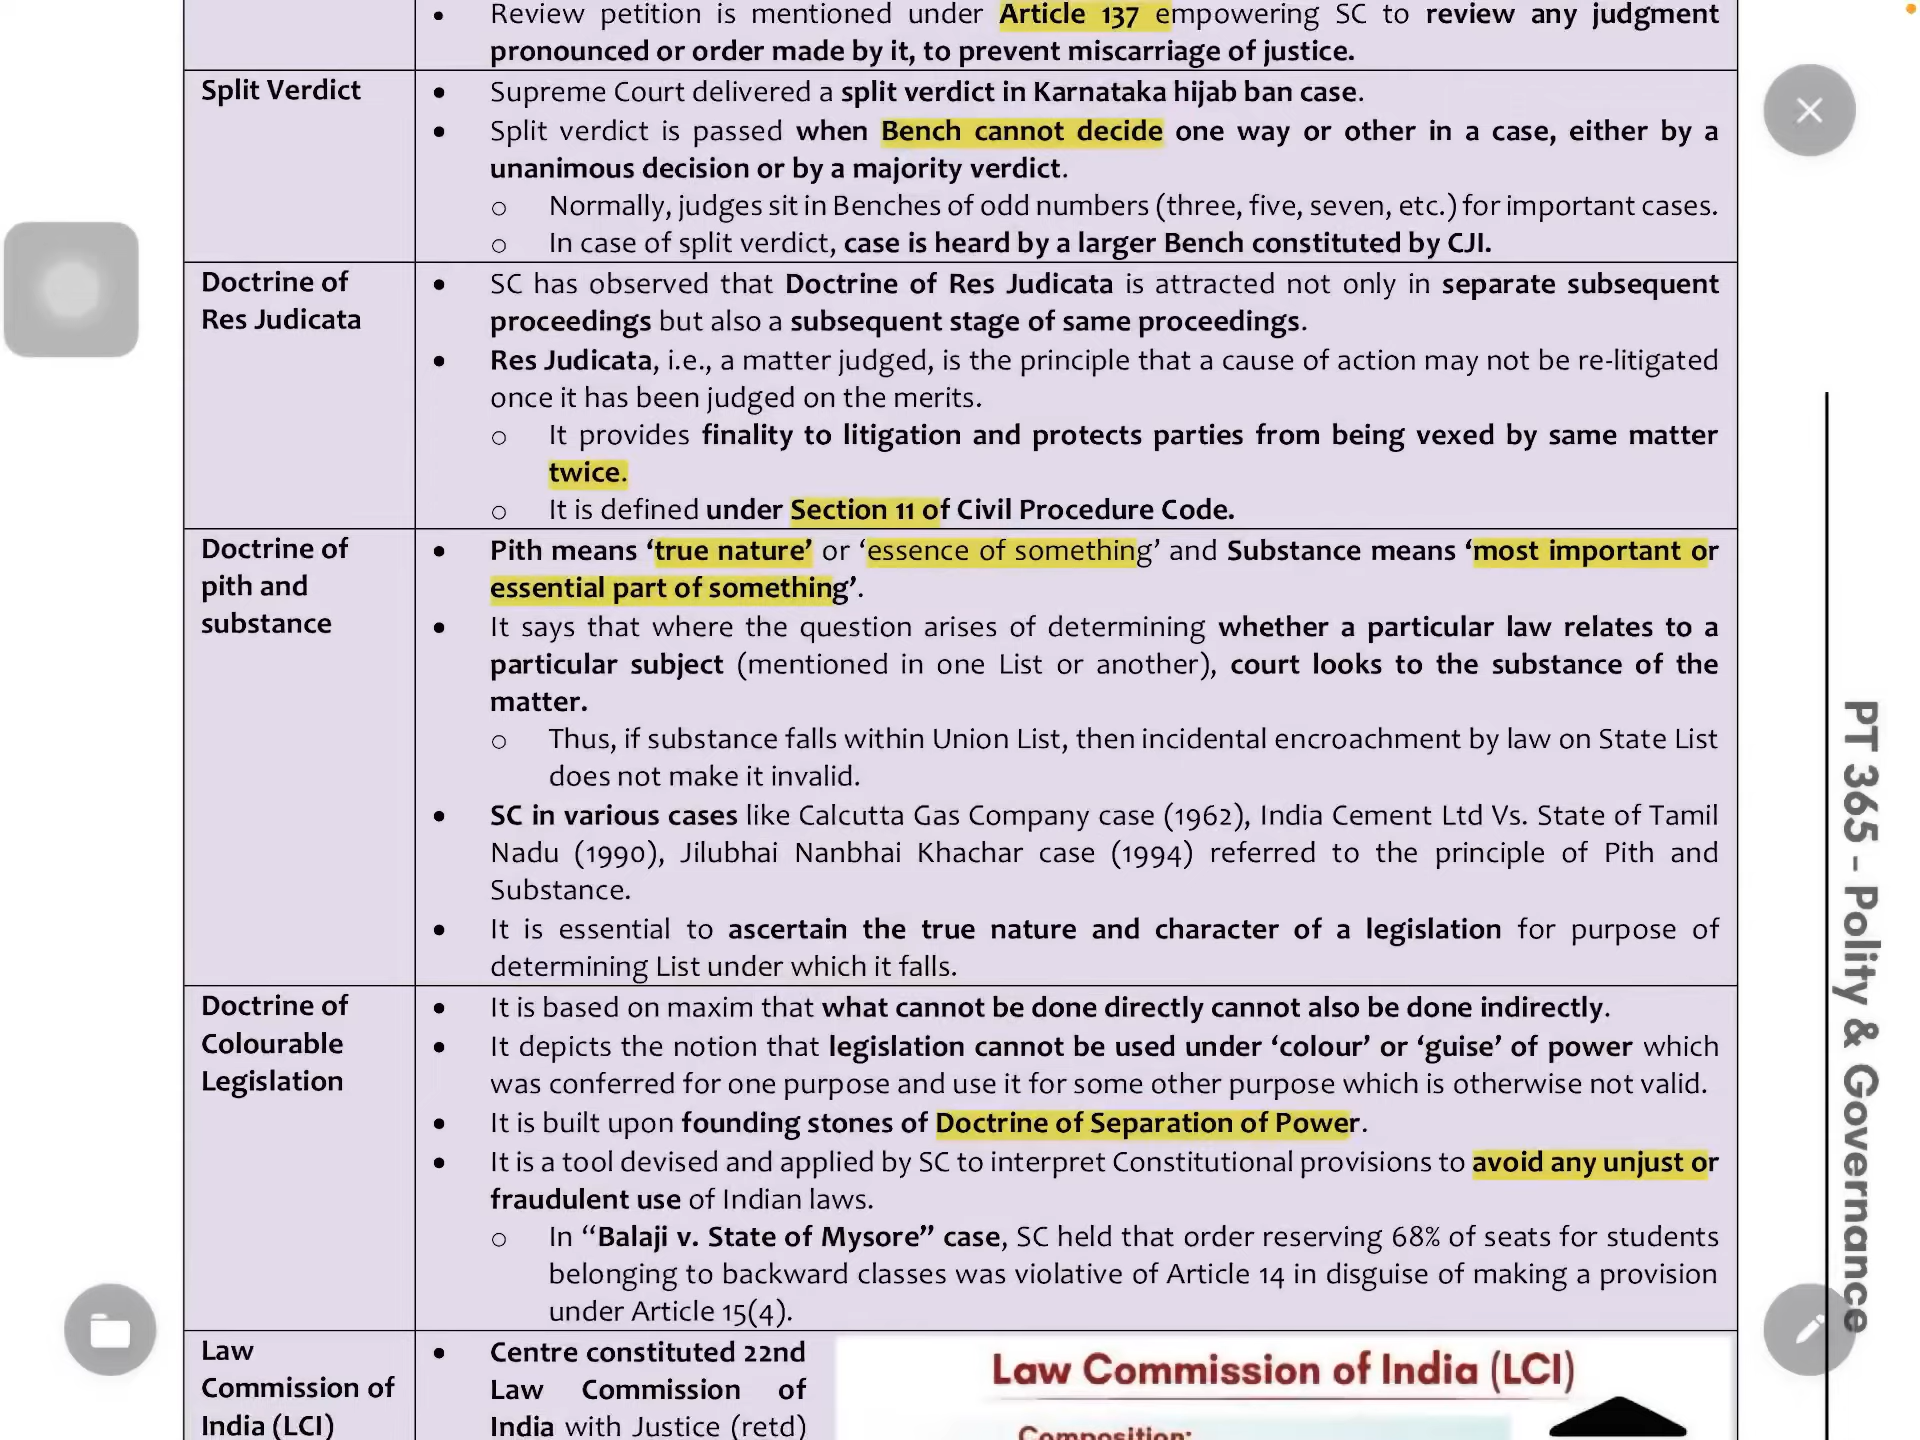 • Review petition is mentioned under Article 137 empowering SC to review any judgment
pronounced or order made by it, to prevent miscarriage of justice.
Split Verdict
• Supreme Court delivered a split verdict in Karnataka hijab ban case.
• Split verdict is passed when Bench cannot decide one way or other in a case, either by a
unanimous decision or by a majority verdict.
o Normally, judges sit in Benches of odd numbers (three, five, seven, etc.) for important cases.
o In case of split verdict, case is heard by a larger Bench constituted by CJI.
Doctrine of
Res Judicata
• SC has observed that Doctrine of Res Judicata is attracted not only in separate subsequent
proceedings but also a subsequent stage of same proceedings.
• Res Judicata, i.e., a matter judged, is the principle that a cause of action may not be re-litigated
once it has been judged on the merits.
o It provides finality to litigation and protects parties from being vexed by same matter
twice.
o It is defined under Section 11 of Civil Procedure Code.
Doctrine of
pith and
substance
• Pith means ‘true nature’ or ‘essence of something’ and Substance means ‘most important or
essential part of something’.
• It says that where the question arises of determining whether a particular law relates to a
particular subject (mentioned in one List or another), court looks to the substance of the
matter.
o Thus, if substance falls within Union List, then incidental encroachment by law on State List
does not make it invalid.
• SC in various cases like Calcutta Gas Company case (1962), India Cement Ltd Vs. State of Tamil
Nadu (1990), Jilubhai Nanbhai Khachar case (1994) referred to the principle of Pith and
Substance.
• It is essential to ascertain the true nature and character of a legislation for purpose of
determining List under which it falls.
Doctrine of
Colourable
Legislation
• It is based on maxim that what cannot be done directly cannot also be done indirectly.
• It depicts the notion that legislation cannot be used under ‘colour’ or ‘guise’ of power which
was conferred for one purpose and use it for some other purpose which is otherwise not valid.
• It is built upon founding stones of Doctrine of Separation of Power.
• It is a tool devised and applied by SC to interpret Constitutional provisions to avoid any unjust or
fraudulent use of Indian laws.
o In “Balaji v. State of Mysore” case, SC held that order reserving 68% of seats for students
belonging to backward classes was violative of Article 14 in disguise of making a provision
under Article 15(4).
Law
Commission of
India (LCI)
• Centre constituted 22nd
Law Commission of
India with Justice (retd)
Law Commission of India (LCI)
Composition:
PT 365 - Polity & Governance